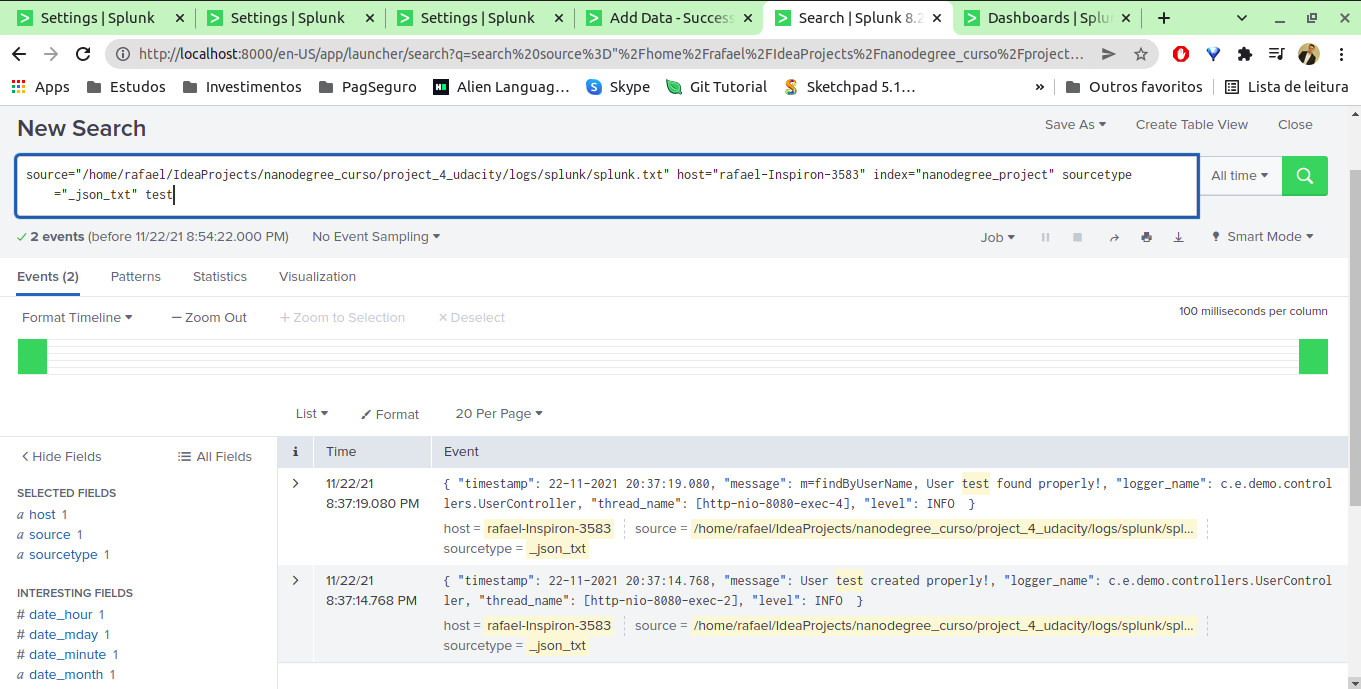 Settings | Splunk
Settings | Splunk
Settings | Splunk
Add Data - Success
Search | Splunk 8.2
Dashboards | Splu
http://localhost:8000/en-US/app/launcher/search?q=search%20source%3D"%2Fhome%2Frafael%2FIdeaProjects%2Fnanodegree_curso%2Fproject...
Apps Estudos Investimentos PagSeguro Alien Languag... Skype Git Tutorial Sketchpad 5.1... » Outros favoritos Lista de leitura
New Search
Save As Create Table View Close
source="/home/rafael/IdeaProjects/nanodegree_curso/project_4_udacity/logs/splunk/splunk.txt" host="rafael-Inspiron-3583" index="nanodegree_project" sourcetype
="_json_txt" test
All time
2 events (before 11/22/21 8:54:22.000 PM) No Event Sampling
Job Smart Mode
Events (2) Patterns Statistics Visualization
Format Timeline — Zoom Out + Zoom to Selection × Deselect
100 milliseconds per column
List Format 20 Per Page
Hide Fields All Fields
SELECTED FIELDS
a host 1
a source 1
a sourcetype 1
INTERESTING FIELDS
# date_hour 1
# date_mday 1
# date_minute 1
a date_month 1
i Time Event
11/22/21
8:37:19.080 PM
{ "timestamp": 22-11-2021 20:37:19.080, "message": m=findByUserName, User test found properly!, "logger_name": c.e.demo.control
lers.UserController, "thread_name": [http-nio-8080-exec-4], "level": INFO }
host = rafael-Inspiron-3583 source = /home/rafael/IdeaProjects/nanodegree_curso/project_4_udacity/logs/splunk/spl...
sourcetype = _json_txt
11/22/21
8:37:14.768 PM
{ "timestamp": 22-11-2021 20:37:14.768, "message": User test created properly!, "logger_name": c.e.demo.controllers.UserControl
ler, "thread_name": [http-nio-8080-exec-2], "level": INFO }
host = rafael-Inspiron-3583 source = /home/rafael/IdeaProjects/nanodegree_curso/project_4_udacity/logs/splunk/spl...
sourcetype = _json_txt